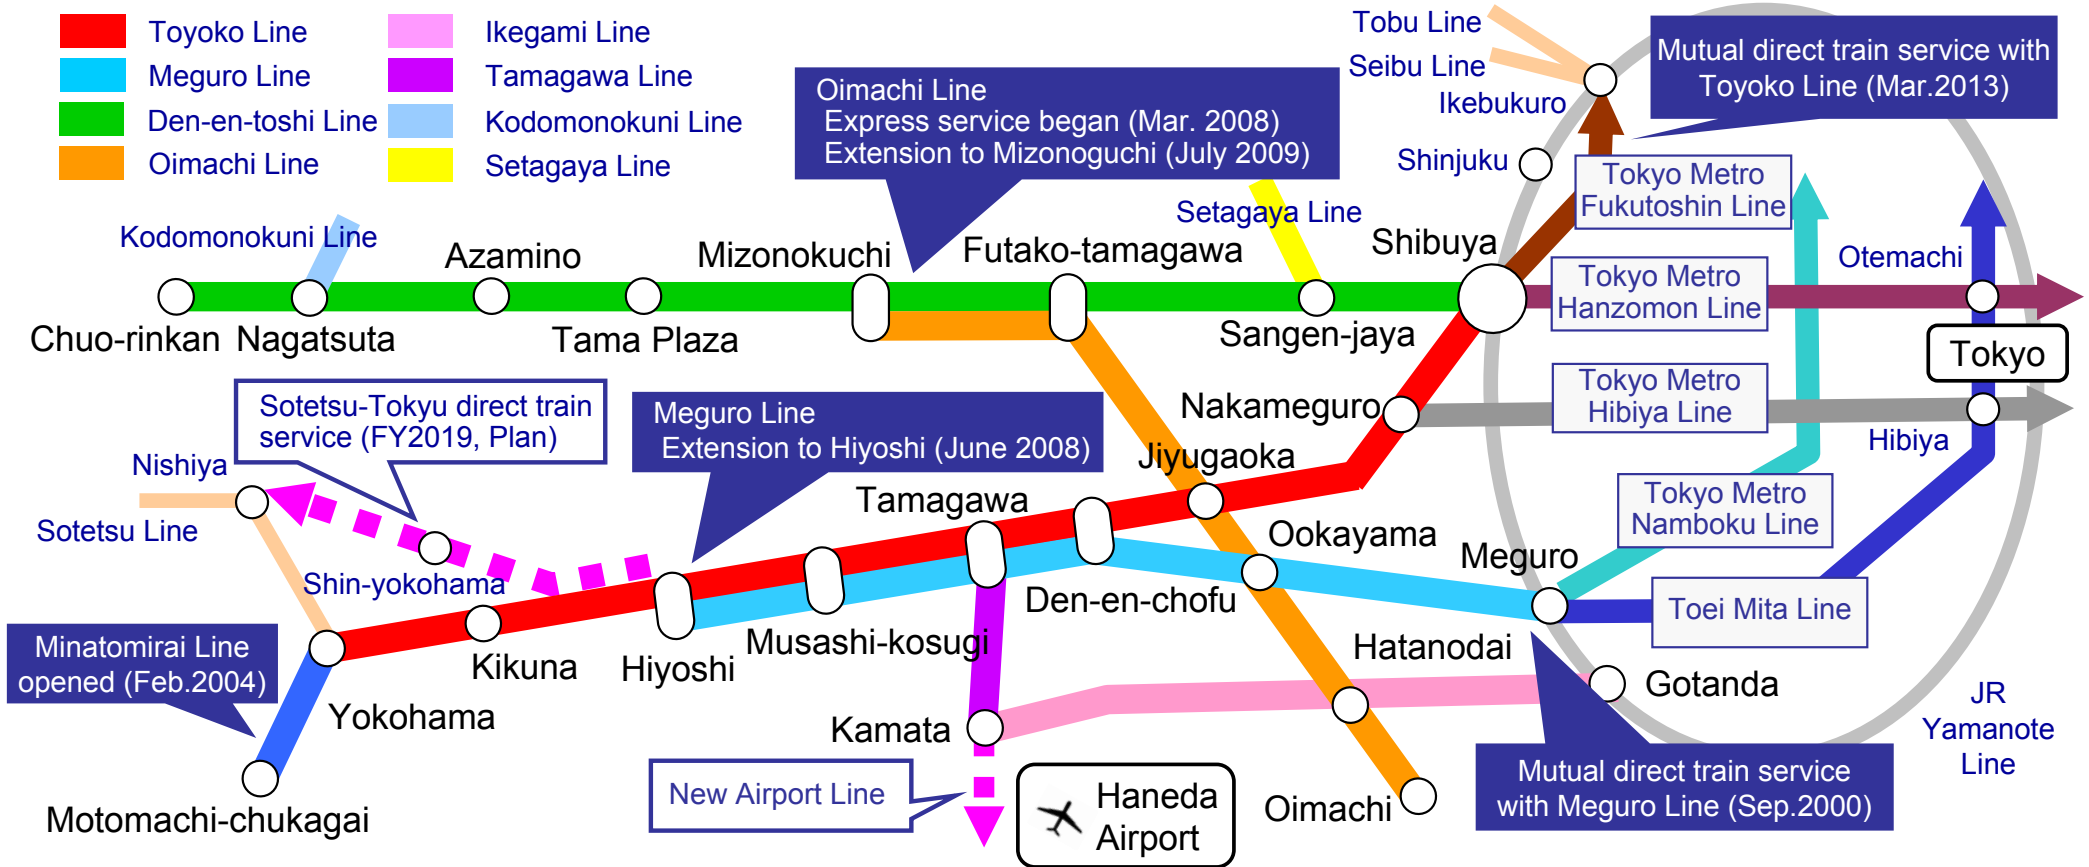 Toyoko Line
Meguro Line
Den-en-toshi Line
Oimachi Line
Ikegami Line
Tamagawa Line
Kodomonokuni Line
Setagaya Line
Oimachi Line
Express service began (Mar. 2008)
Extension to Mizonoguchi (July 2009)
Tobu Line
Seibu Line
Ikebukuro
Shinjuku
Mutual direct train service with
Toyoko Line (Mar.2013)
Tokyo Metro
Fukutoshin Line
Kodomonokuni Line
Azamino
Mizonokuchi
Futako-tamagawa
Setagaya Line
Shibuya
Otemachi
Tokyo Metro
Hanzomon Line
Chuo-rinkan
Nagatsuta
Tama Plaza
Sangen-jaya
Tokyo
Sotetsu-Tokyu direct train
service (FY2019, Plan)
Meguro Line
Extension to Hiyoshi (June 2008)
Nakameguro
Tokyo Metro
Hibiya Line
Hibiya
Jiyugaoka
Nishiya
Sotetsu Line
Tamagawa
Tokyo Metro
Namboku Line
Ookayama
Meguro
Shin-yokohama
Den-en-chofu
Toei Mita Line
Minatomirai Line
opened (Feb.2004)
Kikuna
Hiyoshi
Musashi-kosugi
Hatanodai
Gotanda
Yokohama
Kamata
JR
Yamanote
Line
New Airport Line
Haneda
Airport
Oimachi
Mutual direct train service
with Meguro Line (Sep.2000)
Motomachi-chukagai